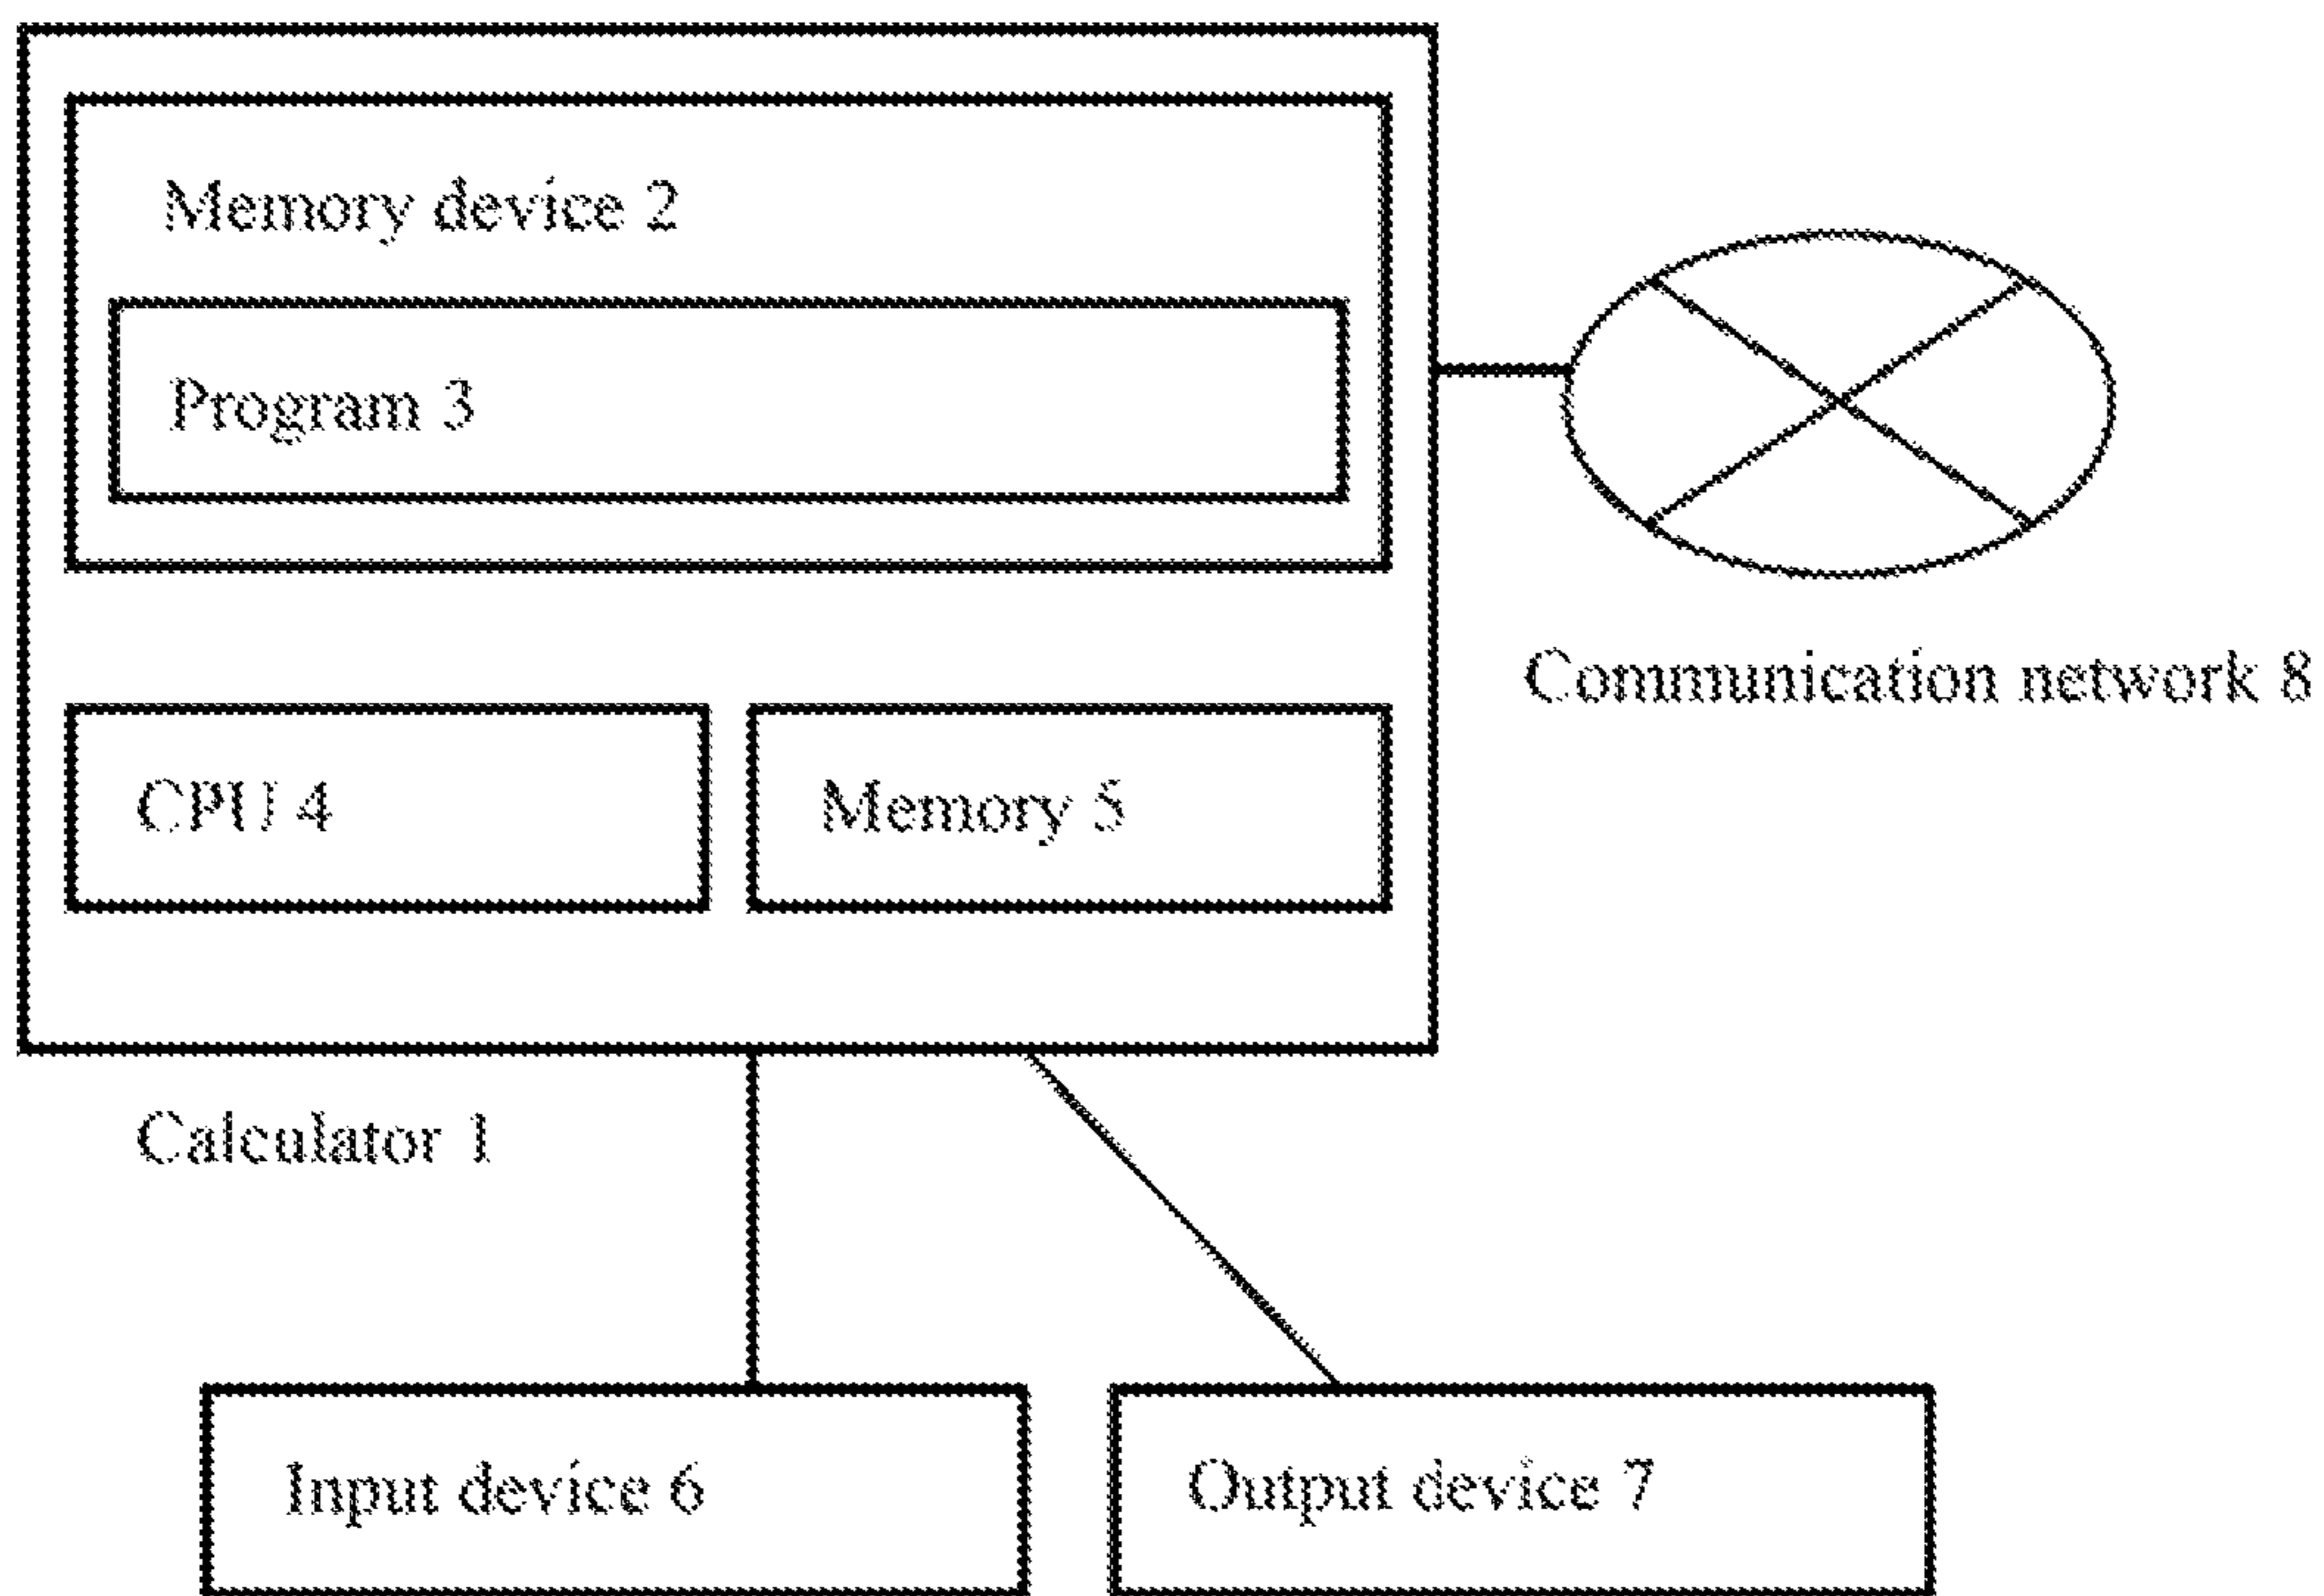 Memory device 2
Program 3
Communication network 8
CPU 4
Memory 5
Calculator 1
Input device 6
Output device 7